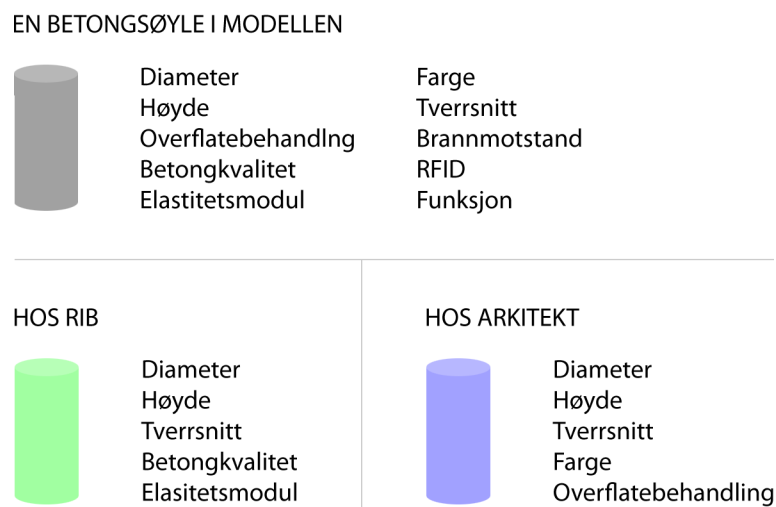 EN BETONGSØYLE I MODELLEN
Diameter
Høyde
Overflatebehandlng
Betongkvalitet
Elastitetsmodul
Farge
Tverrsnitt
Brannmotstand
RFID
Funksjon
HOS RIB
Diameter
Høyde
Tverrsnitt
Betongkvalitet
Elasitetsmodul
HOS ARKITEKT
Diameter
Høyde
Tverrsnitt
Farge
Overflatebehandling